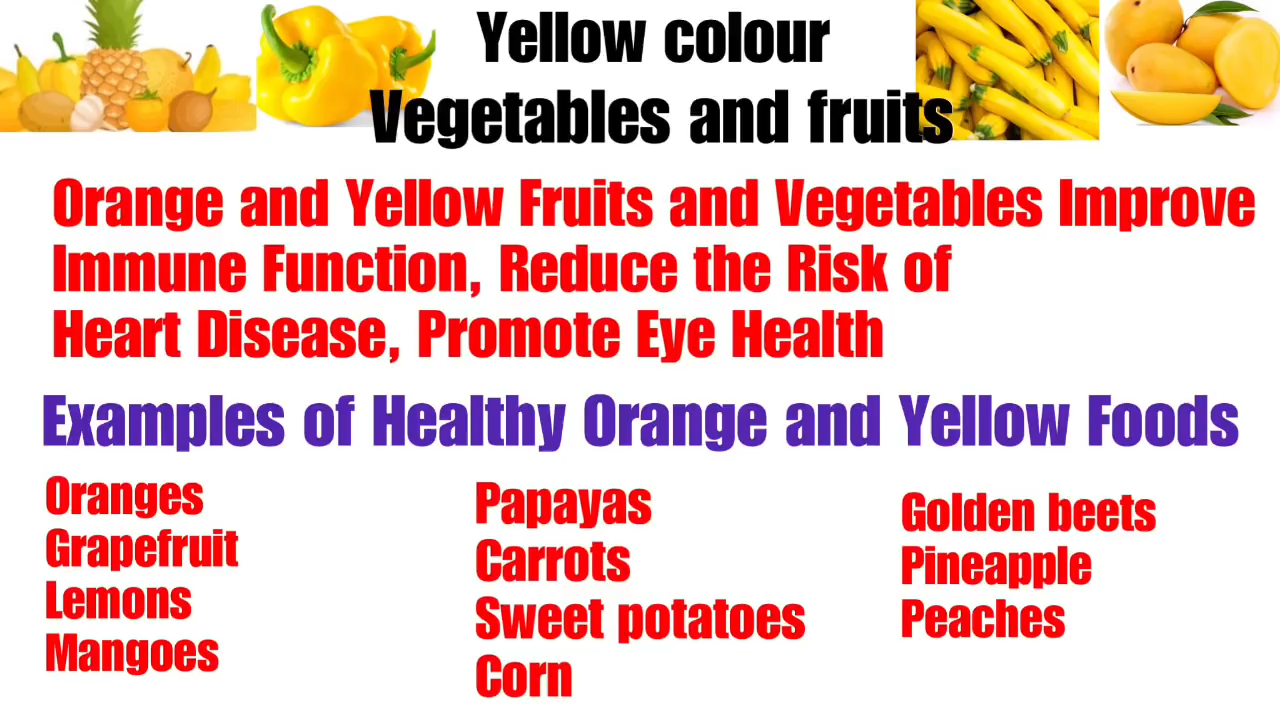 Yellow colour
Vegetables and fruits
Orange and Yellow Fruits and Vegetables Improve
Immune Function, Reduce the Risk of
Heart Disease, Promote Eye Health
Examples of Healthy Orange and Yellow Foods
Oranges
Grapefruit
Lemons
Mangoes
Papayas
Carrots
Sweet potatoes
Corn
Golden beets
Pineapple
Peaches